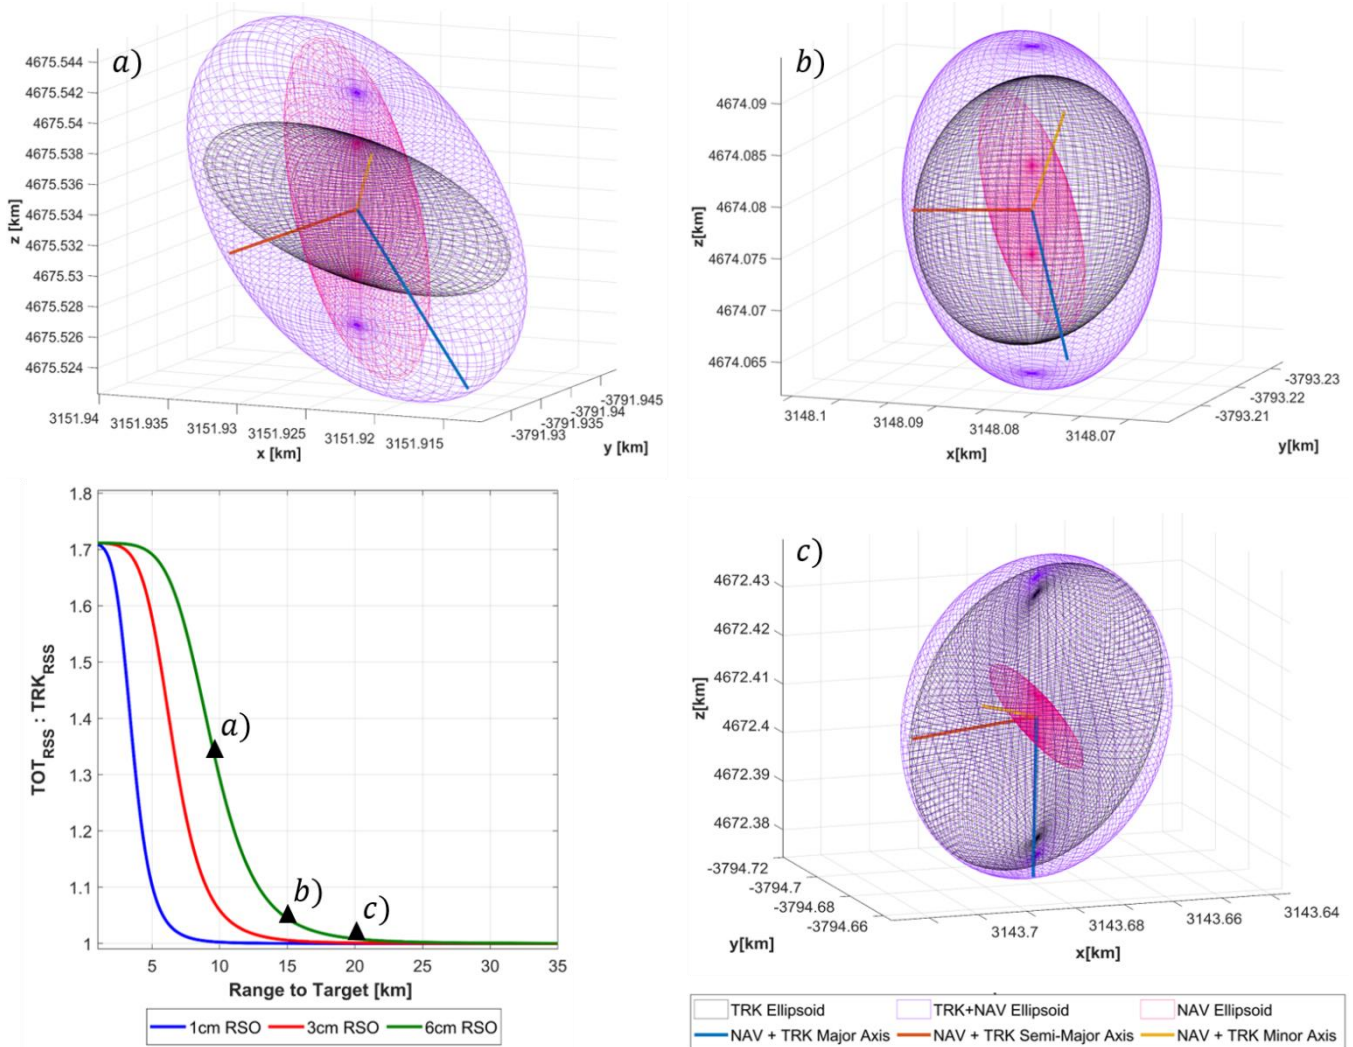 a)
4675.544
4675.542
4675.54
4675.538
4675.536
4675.534
4675.532
4675.53
4675.528
4675.526
4675.524
z [km]
3151.94
3151.935
3151.93
3151.925
3151.92
3151.915
x [km]
-3791.945
-3791.94
-3791.935
-3791.93
y [km]
b)
4674.09
4674.085
4674.08
4674.075
4674.07
4674.065
z[km]
3148.1
3148.09
3148.08
3148.07
x[km]
-3793.23
-3793.22
-3793.21
y[km]
1.8
1.7
1.6
1.5
1.4
1.3
1.2
1.1
1
TOT_RSS : TRK_RSS
a)
b)
c)
5
10
15
20
25
30
35
Range to Target [km]
1cm RSO
3cm RSO
6cm RSO
c)
4672.43
4672.42
4672.41
4672.4
4672.39
4672.38
z[km]
-3794.72
-3794.7
-3794.68
-3794.66
y[km]
3143.7
3143.68
3143.66
3143.64
x[km]
TRK Ellipsoid
TRK+NAV Ellipsoid
NAV Ellipsoid
NAV + TRK Major Axis
NAV + TRK Semi-Major Axis
NAV + TRK Minor Axis